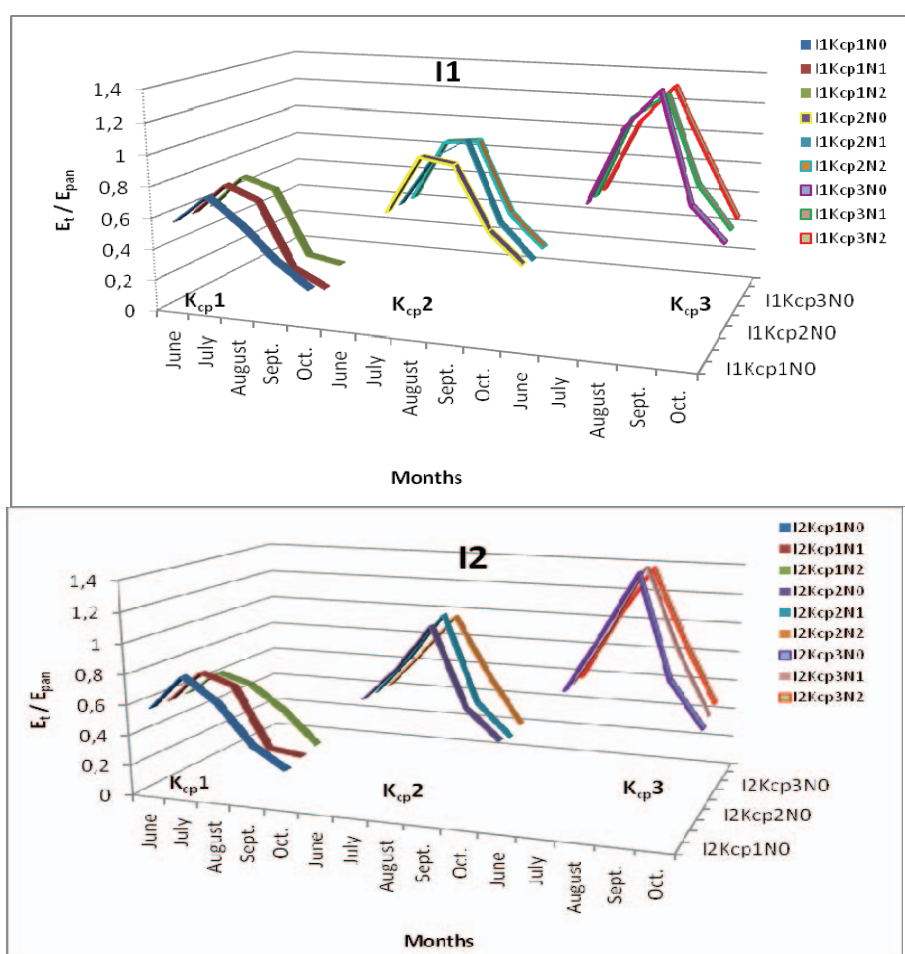 I1
1,4
1,2
1
0,8
0,6
0,4
0,2
0
Et / Epan
Kcp1
Kcp2
Kcp3
June
July
August
Sept.
Oct.
June
July
August
Sept.
Oct.
June
July
August
Sept.
Oct.
Months
I1Kcp3N0
I1Kcp2N0
I1Kcp1N0
I1Kcp1N0
I1Kcp1N1
I1Kcp1N2
I1Kcp2N0
I1Kcp2N1
I1Kcp2N2
I1Kcp3N0
I1Kcp3N1
I1Kcp3N2
I2
1,4
1,2
1
0,8
0,6
0,4
0,2
0
Et / Epan
Kcp1
Kcp2
Kcp3
June
July
August
Sept.
Oct.
June
July
August
Sept.
Oct.
June
July
August
Sept.
Oct.
Months
I2Kcp3N0
I2Kcp2N0
I2Kcp1N0
I2Kcp1N0
I2Kcp1N1
I2Kcp1N2
I2Kcp2N0
I2Kcp2N1
I2Kcp2N2
I2Kcp3N0
I2Kcp3N1
I2Kcp3N2